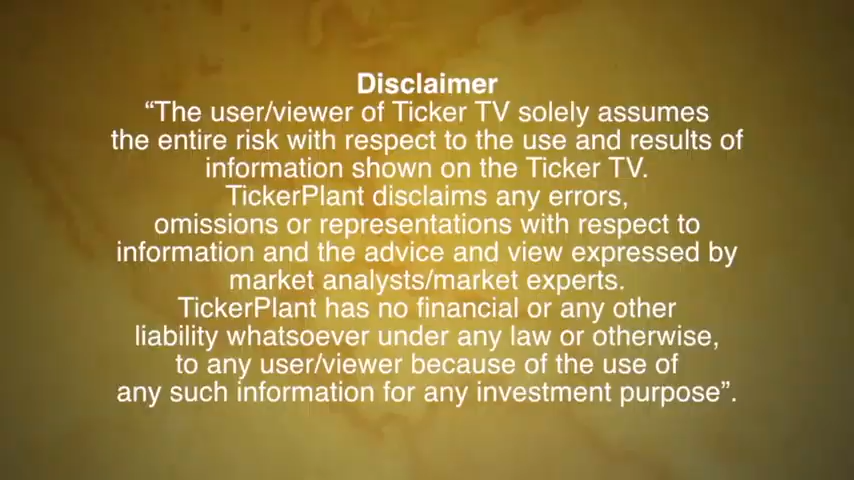 Disclaimer
“The user/viewer of Ticker TV solely assumes
the entire risk with respect to the use and results of
information shown on the Ticker TV.
TickerPlant disclaims any errors,
omissions or representations with respect to
information and the advice and view expressed by
market analysts/market experts.
TickerPlant has no financial or any other
liability whatsoever under any law or otherwise,
to any user/viewer because of the use of
any such information for any investment purpose”.